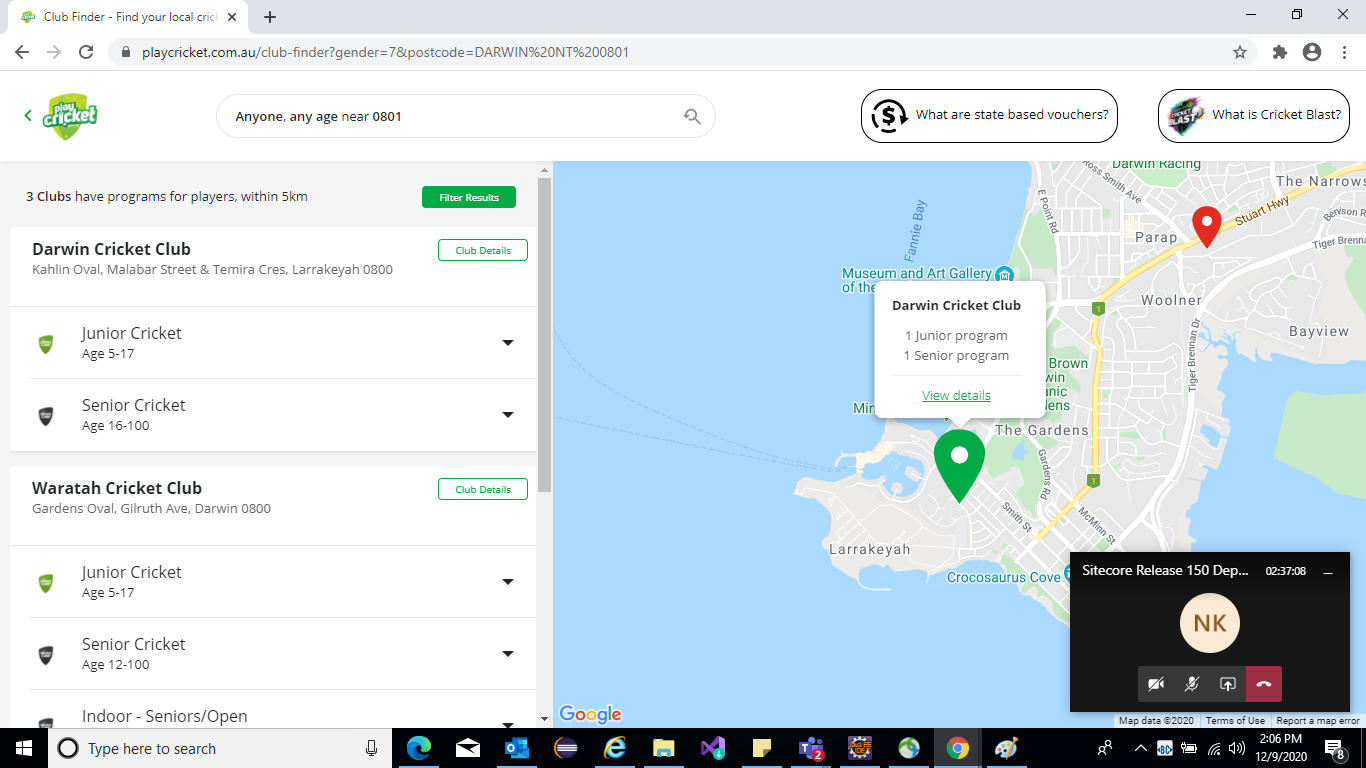 Club Finder - Find your local cric
playcricket.com.au/club-finder?gender=7&postcode=DARWIN%20NT%200801
play
cricket
Anyone, any age near 0801
What are state based vouchers?
CRICKET
BLAST
What is Cricket Blast?
3 Clubs have programs for players, within 5km
Filter Results
Darwin Cricket Club
Club Details
Kahlin Oval, Malabar Street & Temira Cres, Larrakeyah 0800
Junior Cricket
Age 5-17
Senior Cricket
Age 16-100
Waratah Cricket Club
Club Details
Gardens Oval, Gilruth Ave, Darwin 0800
Junior Cricket
Age 5-17
Senior Cricket
Age 12-100
Indoor - Seniors/Open
Darwin Racing
Ross Smith Ave
The Narrows
E Point Rd
Fannie Bay
Stuart Hwy
Benison R
Parap
Tiger Brennan
Museum and Art Gallery
of the
Woolner
1
Tiger Brennan Dr
Bayview
Darwin Cricket Club
1 Junior program
1 Senior program
View details
Brown
win
anic
dens
Min
The Gardens
Gardens Rd
1
Smith St
McMinn St
Larrakeyah
Crocosaurus Cove
Sitecore Release 150 Dep...
02:37:08
NK
Google
Map data ©2020
Terms of Use
Report a map error
Type here to search
2
2:06 PM
12/9/2020
8